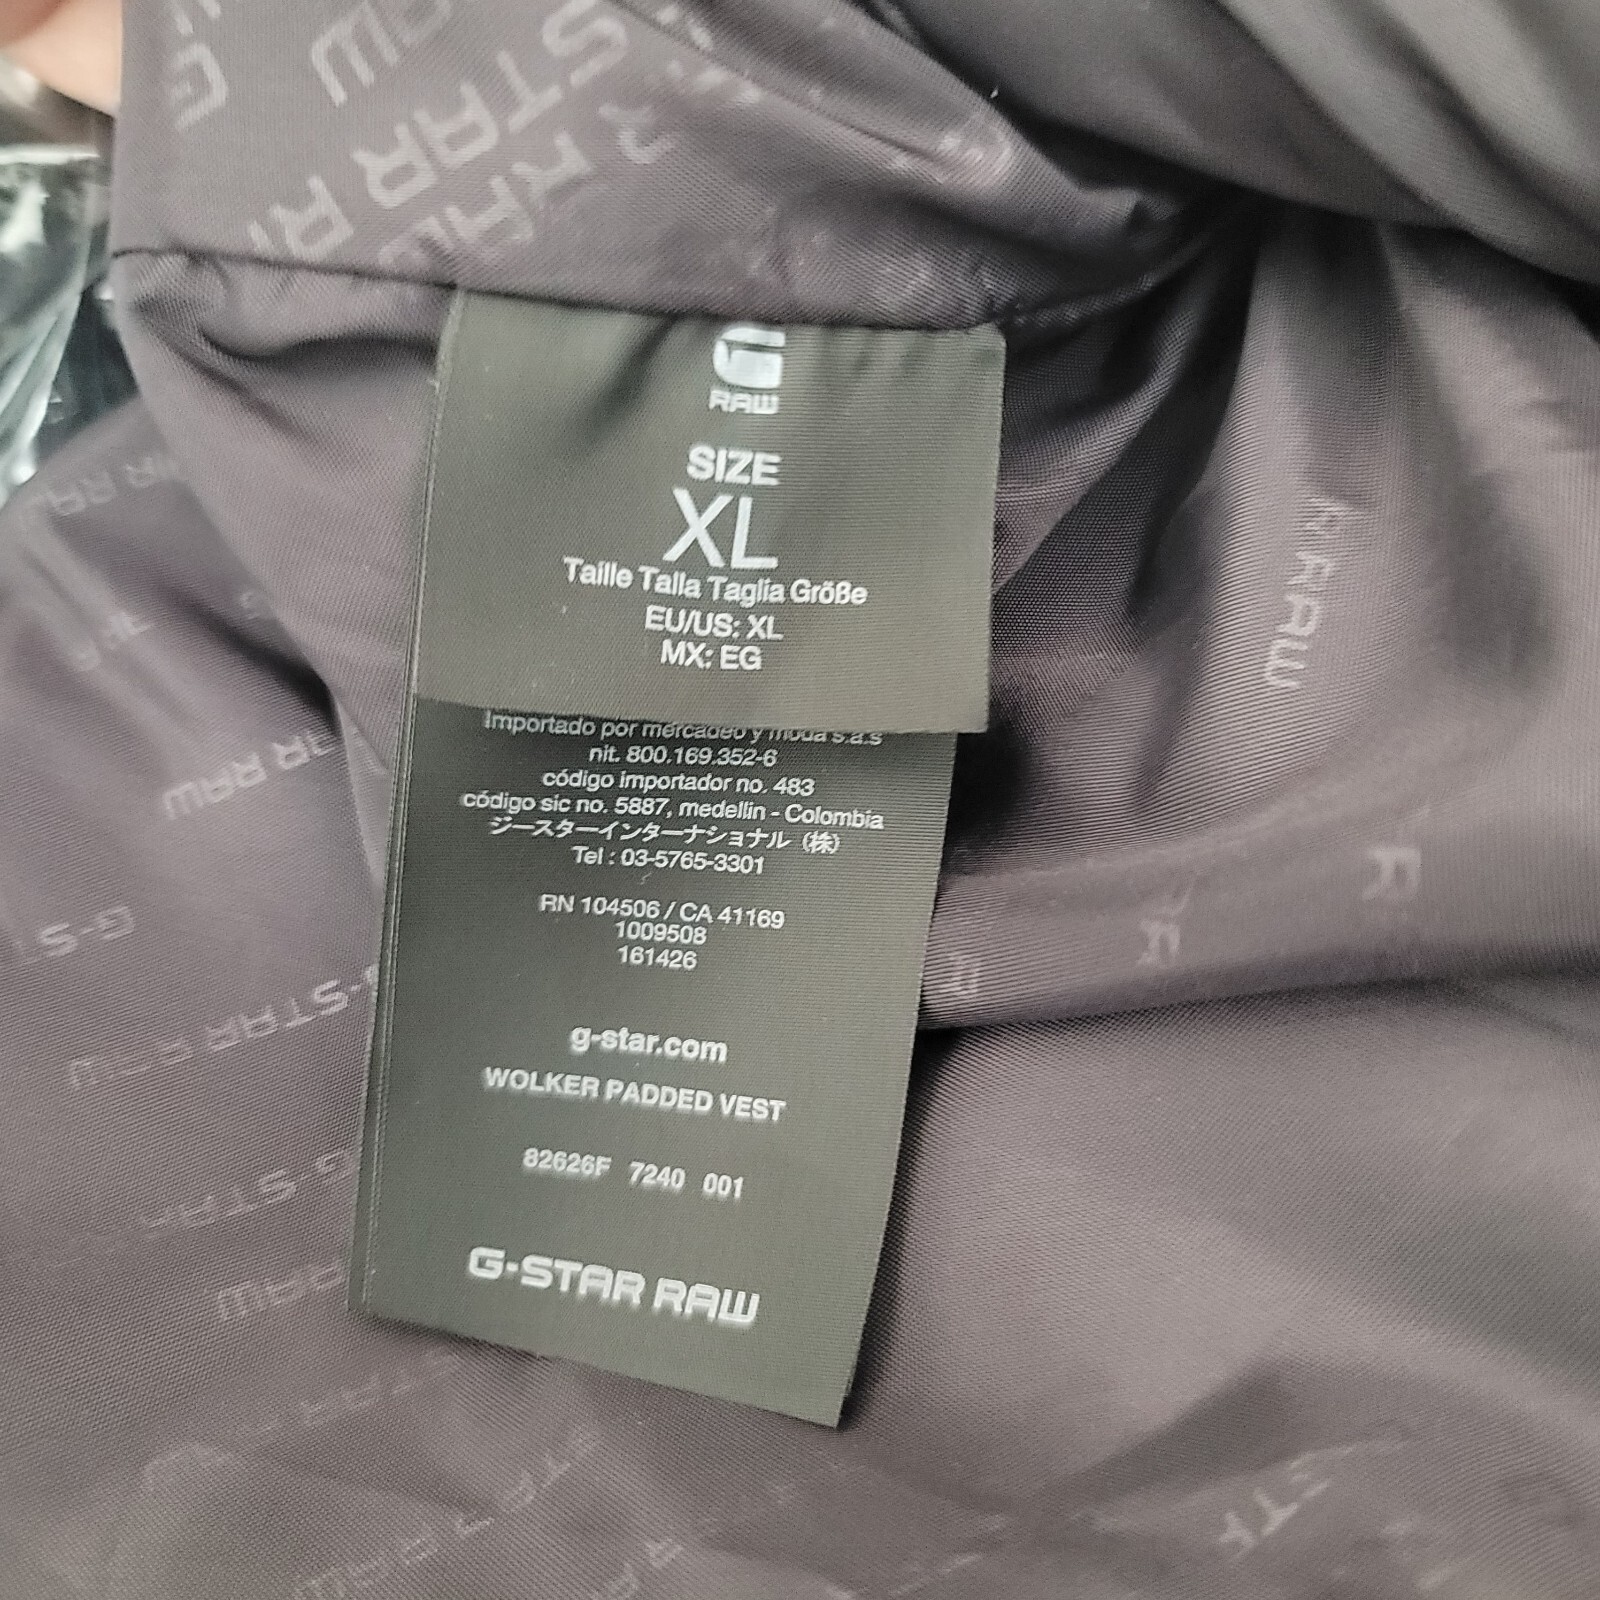 G-STAR RAW
RAW
SIZE
XL
Taille Talla Taglia Größe
EU/US: XL
MX: EG
Importado por mercadeo y moda s.a.s
nit. 800.169.352-6
código importador no. 483
código sic no. 5887, medellin - Colombia
ジースターインターナショナル (株)
Tel : 03-5765-3301
RN 104506 / CA 41169
1009508
161426
g-star.com
WOLKER PADDED VEST
82626F 7240 001
G-STAR RAW